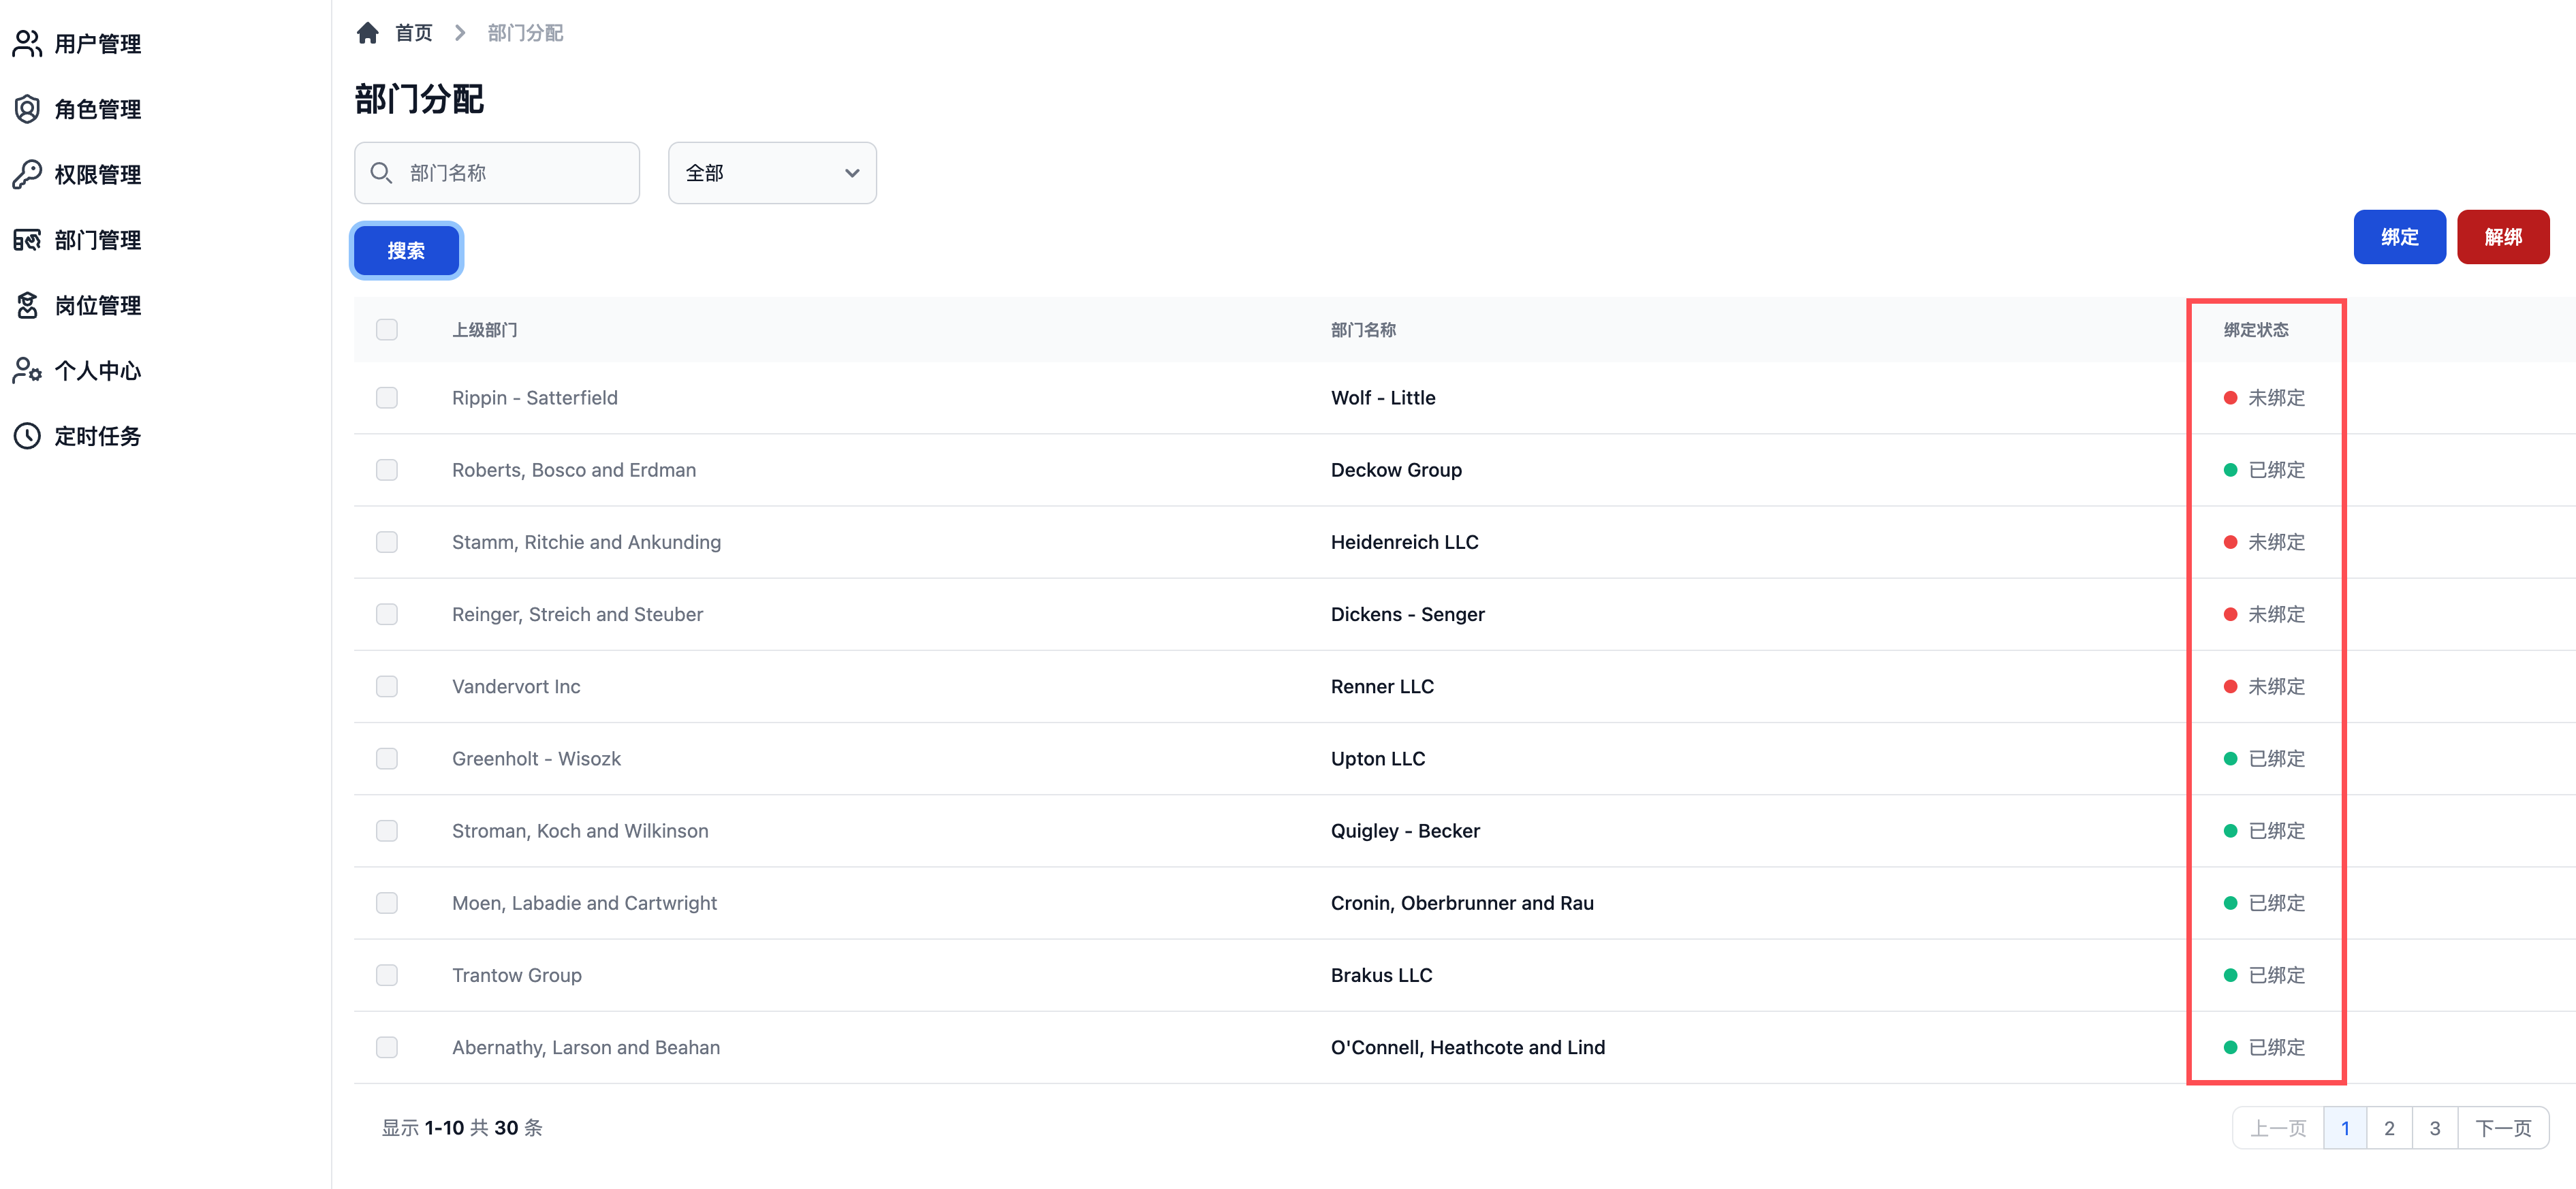 用户管理
角色管理
权限管理
部门管理
岗位管理
个人中心
定时任务
首页 部门分配
部门分配
部门名称 全部
搜索 绑定 解绑
上级部门 部门名称 绑定状态
Rippin - Satterfield Wolf - Little 未绑定
Roberts, Bosco and Erdman Deckow Group 已绑定
Stamm, Ritchie and Ankunding Heidenreich LLC 未绑定
Reinger, Streich and Steuber Dickens - Senger 未绑定
Vandervort Inc Renner LLC 未绑定
Greenholt - Wisozk Upton LLC 已绑定
Stroman, Koch and Wilkinson Quigley - Becker 已绑定
Moen, Labadie and Cartwright Cronin, Oberbrunner and Rau 已绑定
Trantow Group Brakus LLC 已绑定
Abernathy, Larson and Beahan O'Connell, Heathcote and Lind 已绑定
显示 1-10 共 30 条 上一页 1 2 3 下一页